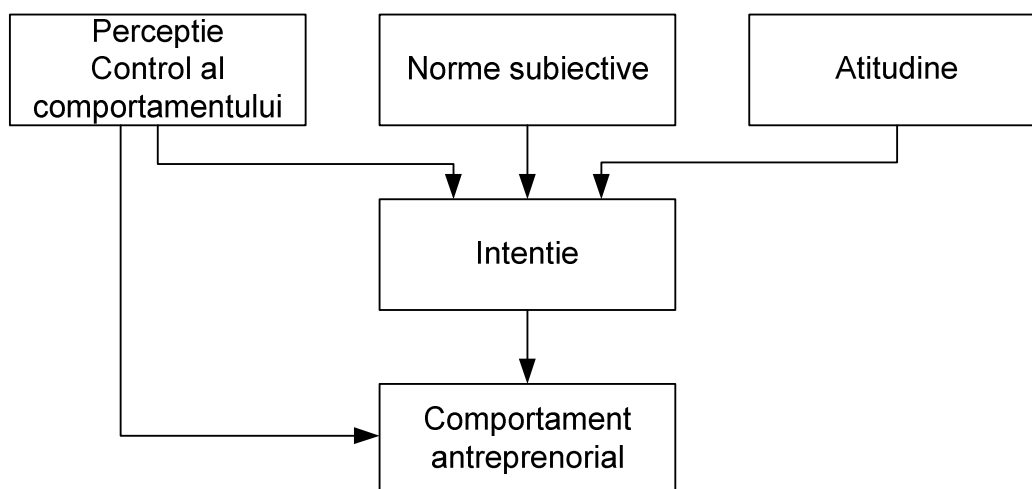 Perceptie
Control al
comportamentului
Norme subiective
Atitudine
Intentie
Comportament
antreprenorial